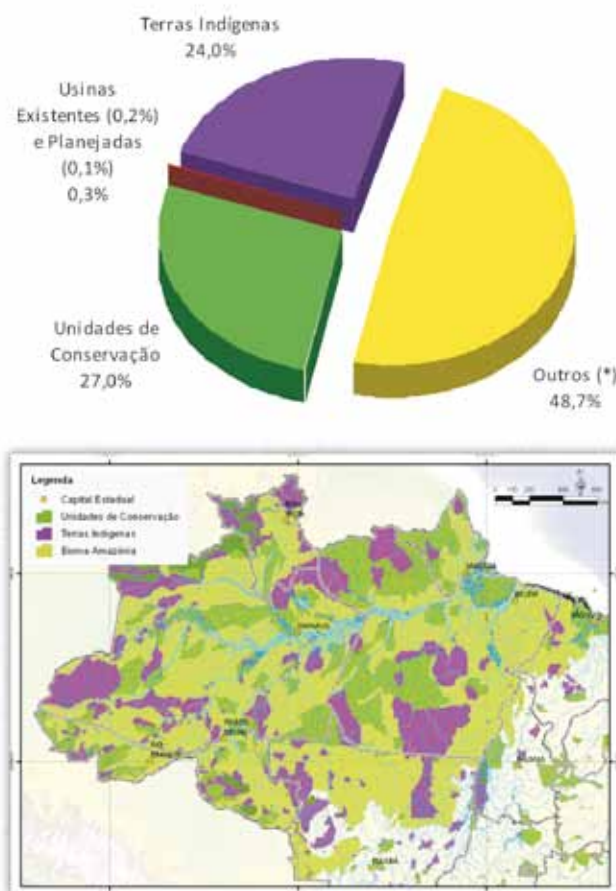 Terras Indígenas
24,0%
Usinas
Existentes (0,2%)
e Planejadas
(0,1%)
0,3%
Unidades de
Conservação
27,0%
Outros (*)
48,7%
Legenda
Capital Estadual
Unidades de Conservação
Terras Indígenas
Bioma Amazônia